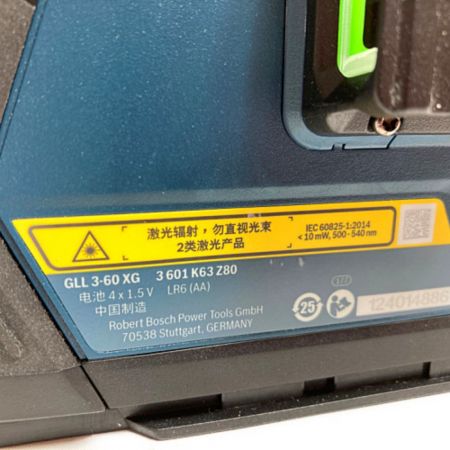 激光辐射，勿直视光束
2类激光产品
IEC 60825-1:2014
< 10 mW, 500 - 540 nm
GLL 3-60 XG 3 601 K63 Z80
电池 4 x 1.5 V LR6 (AA)
中国制造
Robert Bosch Power Tools GmbH
70538 Stuttgart, GERMANY
25
177
124014886